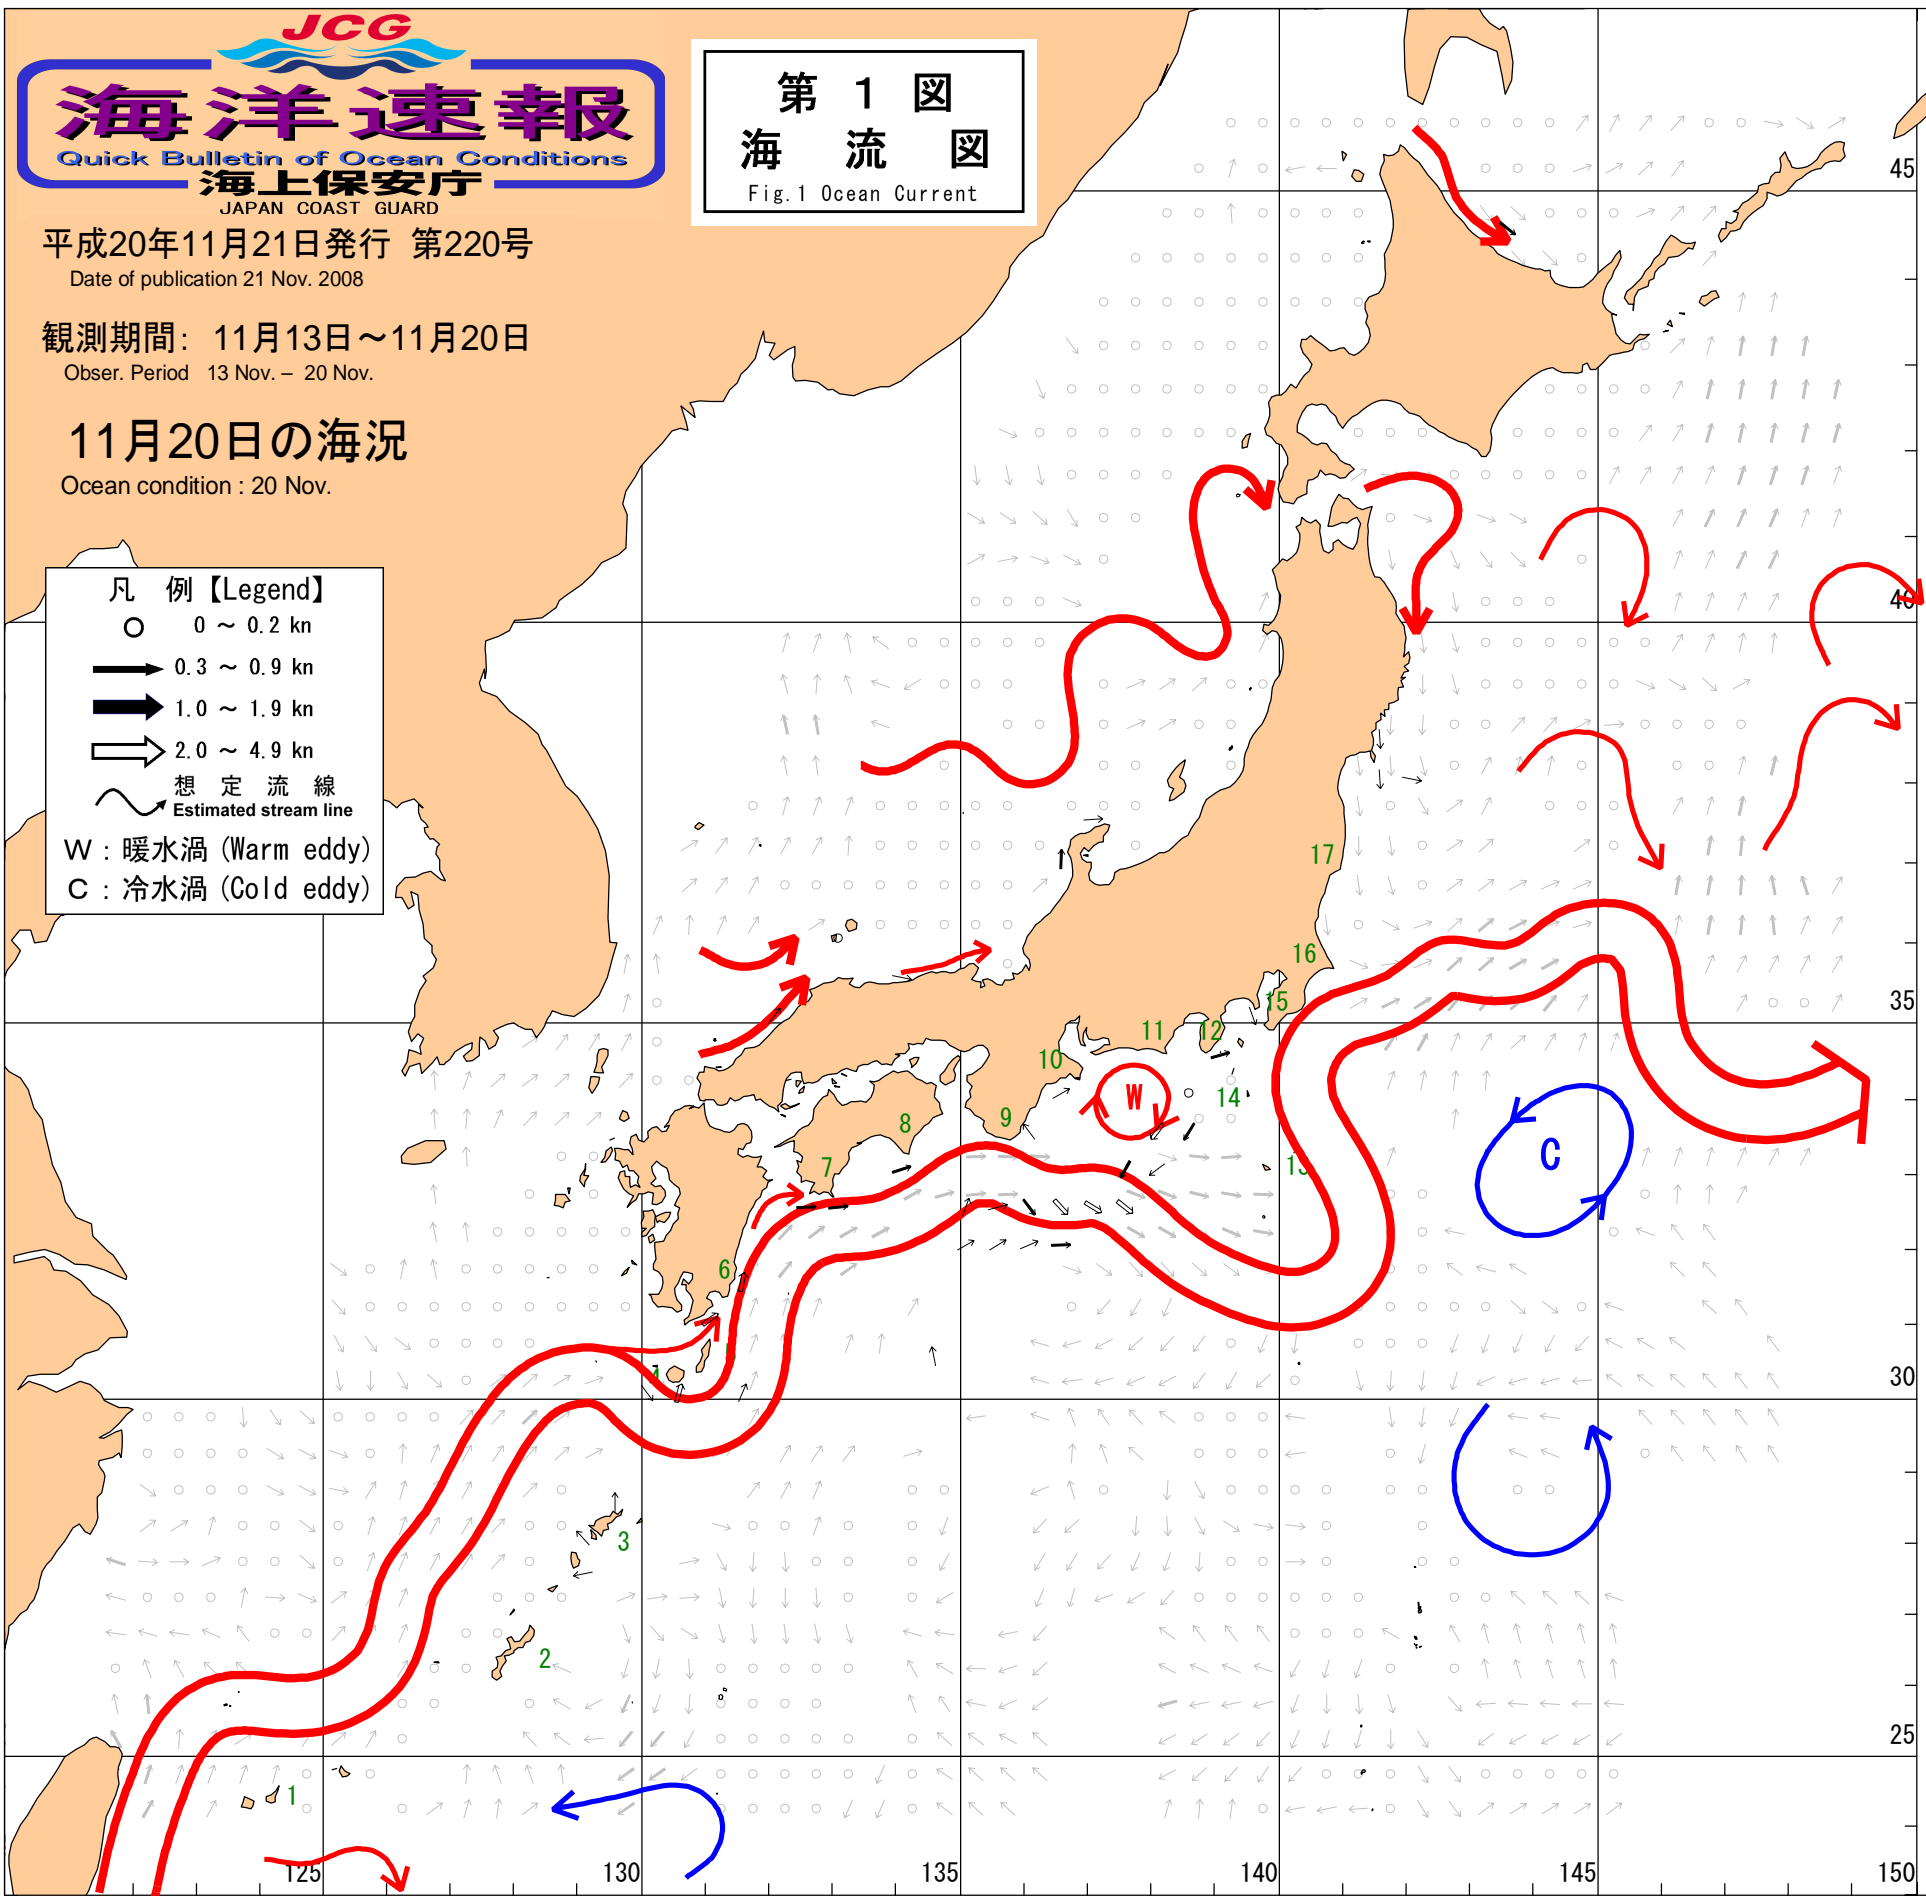 JCG
海洋速報
Quick Bulletin of Ocean Conditions
海上保安庁
JAPAN COAST GUARD
平成20年11月21日発行 第220号
Date of publication 21 Nov. 2008
観測期間: 11月13日～11月20日
Obser. Period 13 Nov. – 20 Nov.
11月20日の海況
Ocean condition : 20 Nov.
第 1 図
海 流 図
Fig.1 Ocean Current
凡 例【Legend】
0 ～ 0.2 kn
0.3 ～ 0.9 kn
1.0 ～ 1.9 kn
2.0 ～ 4.9 kn
想 定 流 線
Estimated stream line
W : 暖水渦 (Warm eddy)
C : 冷水渦 (Cold eddy)
45
40
17
16
15
35
11
12
10
W
14
8
9
C
7
13
6
30
3
2
25
1
125
130
135
140
145
150